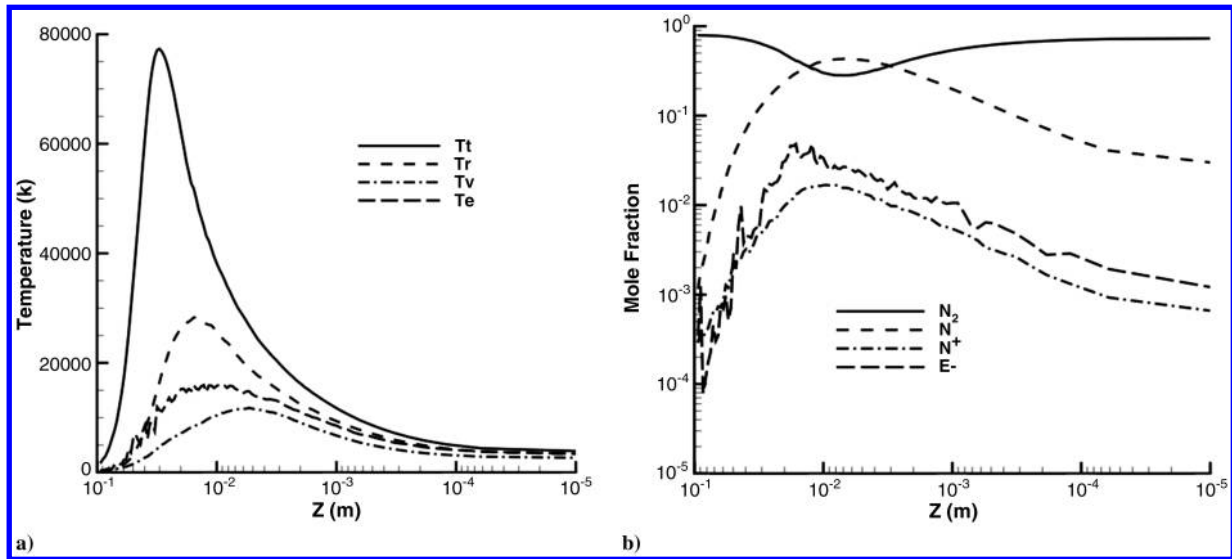 80000
60000
40000
20000
0
Temperature (k)
Tt
Tr
Tv
Te
10-1
10-2
10-3
10-4
10-5
Z (m)
a)
100
10-1
10-2
10-3
10-4
10-5
Mole Fraction
N2
N
N+
E-
10-1
10-2
10-3
10-4
10-5
Z (m)
b)